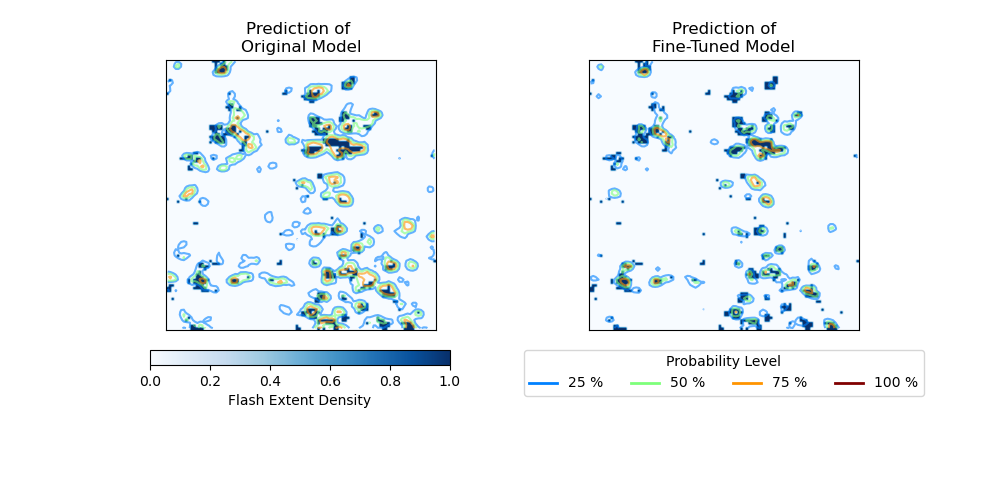 Prediction of
Original Model
Prediction of
Fine-Tuned Model
0.0 0.2 0.4 0.6 0.8 1.0
Flash Extent Density
Probability Level
25 % 50 % 75 % 100 %